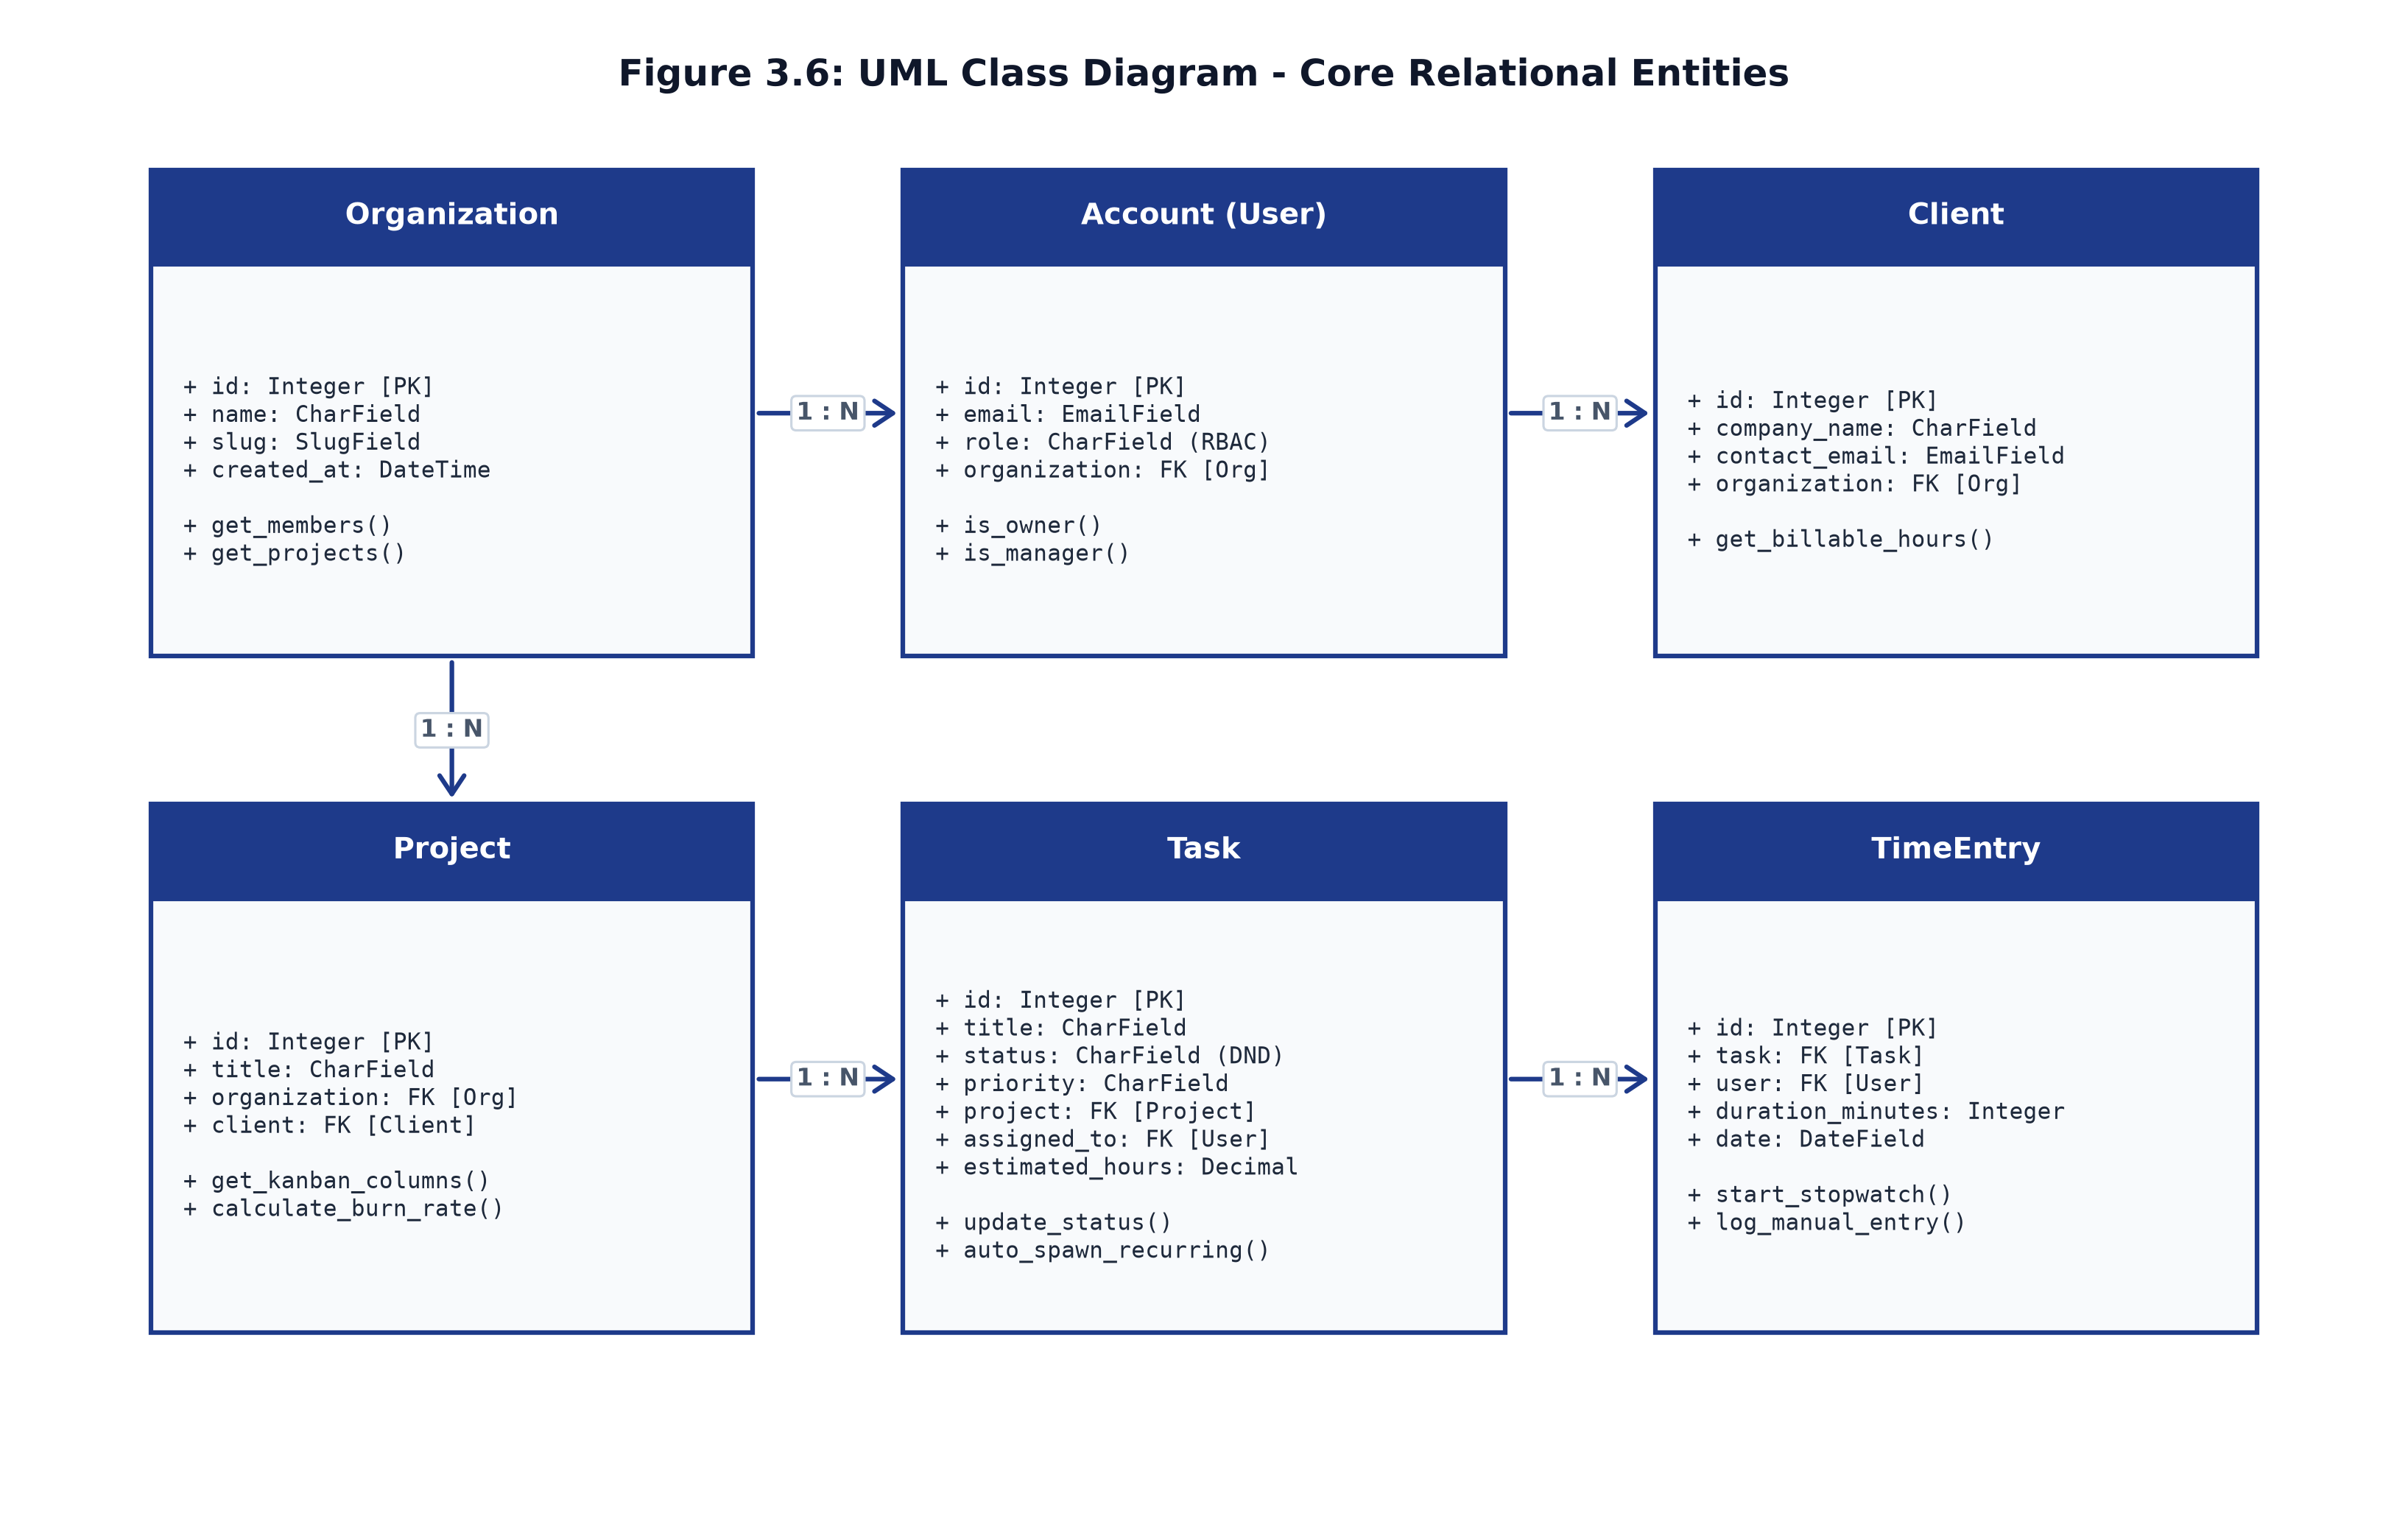 Figure 3.6: UML Class Diagram - Core Relational Entities
Organization
+ id: Integer [PK]
+ name: CharField
+ slug: SlugField
+ created_at: DateTime
+ get_members()
+ get_projects()
1 : N
Account (User)
+ id: Integer [PK]
+ email: EmailField
+ role: CharField (RBAC)
+ organization: FK [Org]
+ is_owner()
+ is_manager()
1 : N
Client
+ id: Integer [PK]
+ company_name: CharField
+ contact_email: EmailField
+ organization: FK [Org]
+ get_billable_hours()
1 : N
Project
+ id: Integer [PK]
+ title: CharField
+ organization: FK [Org]
+ client: FK [Client]
+ get_kanban_columns()
+ calculate_burn_rate()
1 : N
Task
+ id: Integer [PK]
+ title: CharField
+ status: CharField (DND)
+ priority: CharField
+ project: FK [Project]
+ assigned_to: FK [User]
+ estimated_hours: Decimal
+ update_status()
+ auto_spawn_recurring()
1 : N
TimeEntry
+ id: Integer [PK]
+ task: FK [Task]
+ user: FK [User]
+ duration_minutes: Integer
+ date: DateField
+ start_stopwatch()
+ log_manual_entry()